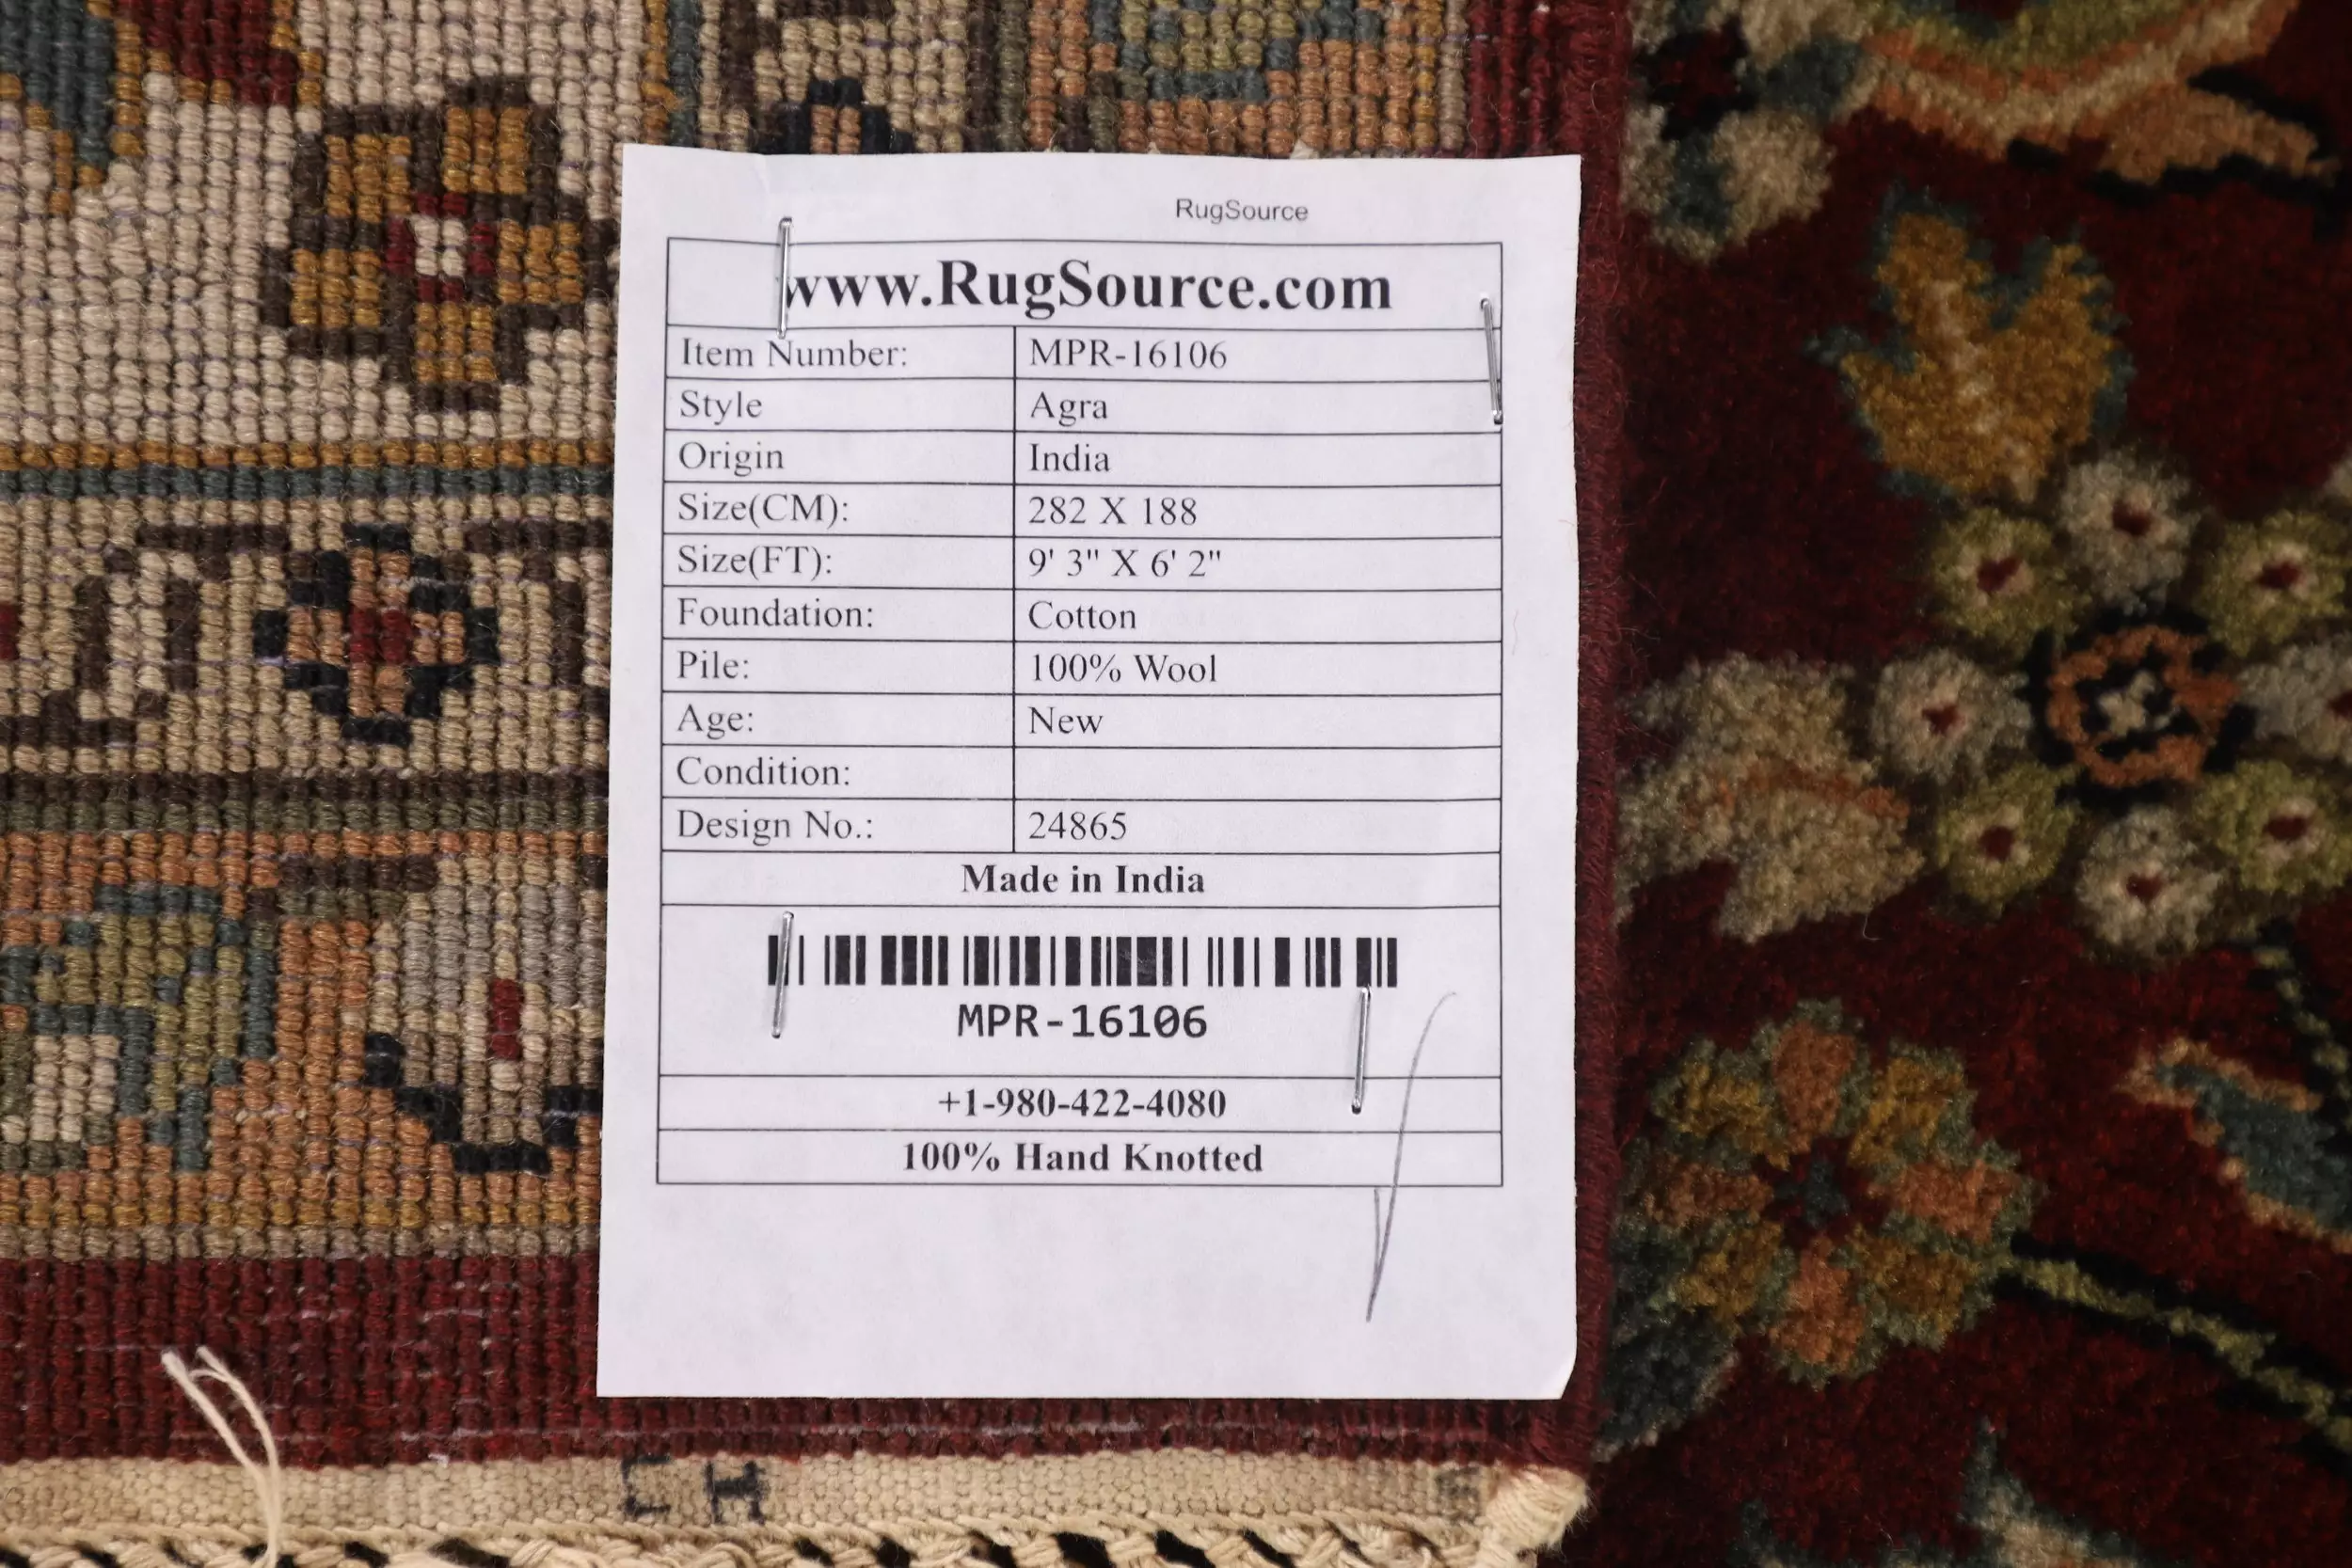 RugSource
www.RugSource.com
Item Number: MPR-16106
Style Agra
Origin India
Size(CM): 282 X 188
Size(FT): 9' 3" X 6' 2"
Foundation: Cotton
Pile: 100% Wool
Age: New
Condition:
Design No.: 24865
Made in India
MPR-16106
+1-980-422-4080
100% Hand Knotted
CH